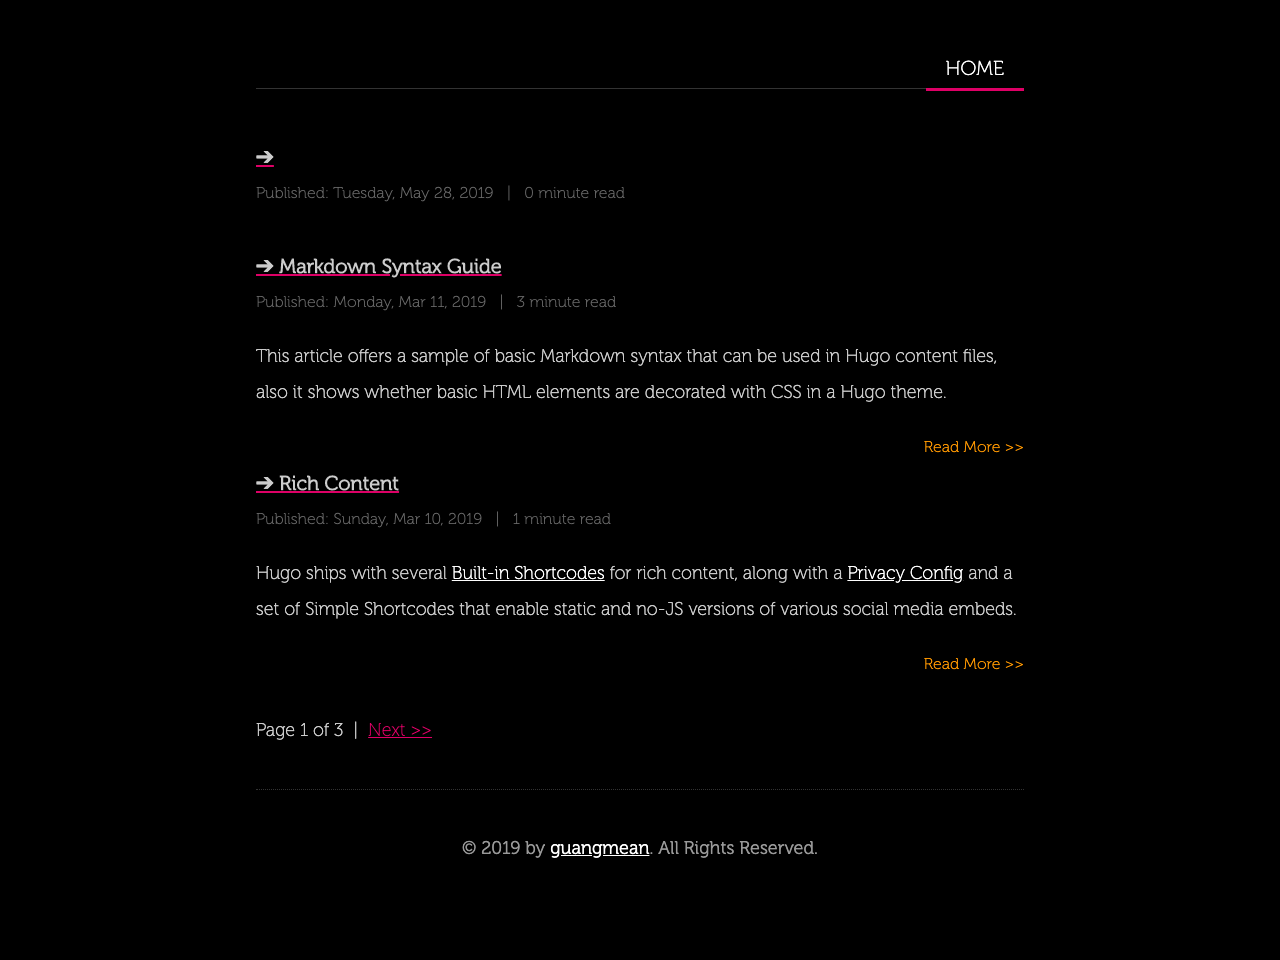 HOME
➔
Published: Tuesday, May 28, 2019 | 0 minute read
➔ Markdown Syntax Guide
Published: Monday, Mar 11, 2019 | 3 minute read
This article offers a sample of basic Markdown syntax that can be used in Hugo content files,
also it shows whether basic HTML elements are decorated with CSS in a Hugo theme.
Read More >>
➔ Rich Content
Published: Sunday, Mar 10, 2019 | 1 minute read
Hugo ships with several Built-in Shortcodes for rich content, along with a Privacy Config and a
set of Simple Shortcodes that enable static and no-JS versions of various social media embeds.
Read More >>
Page 1 of 3 | Next >>
© 2019 by guangmean. All Rights Reserved.